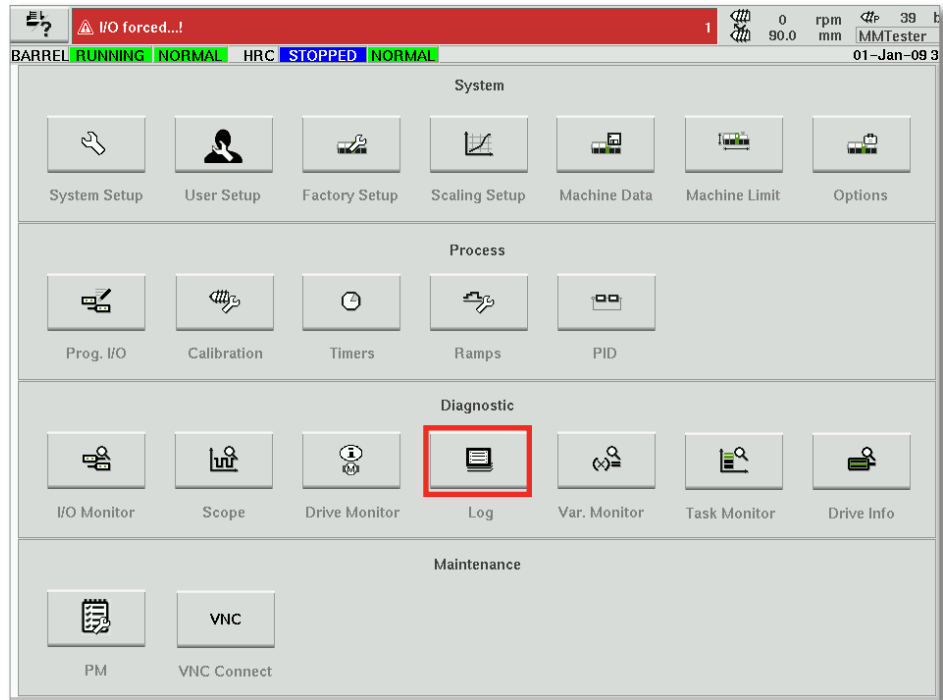 I/O forced...! 1 0 rpm P 39 b
90.0 mm MMTester
BARREL RUNNING NORMAL HRC STOPPED NORMAL 01-Jan-09 3
System
System Setup User Setup Factory Setup Scaling Setup Machine Data Machine Limit Options
Process
Prog. I/O Calibration Timers Ramps PID
Diagnostic
I/O Monitor Scope Drive Monitor Log Var. Monitor Task Monitor Drive Info
Maintenance
VNC
PM VNC Connect